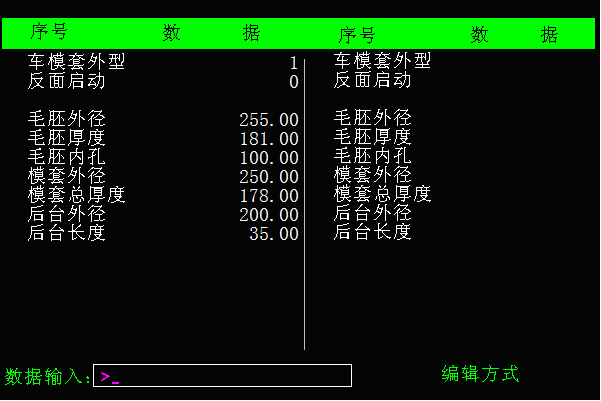 序号 数 据 序号 数 据
车模套外型 1 车模套外型
反面启动 0 反面启动
毛胚外径 255.00 毛胚外径
毛胚厚度 181.00 毛胚厚度
毛胚内孔 100.00 毛胚内孔
模套外径 250.00 模套外径
模套总厚度 178.00 模套总厚度
后台外径 200.00 后台外径
后台长度 35.00 后台长度
数据输入: >_ 编辑方式